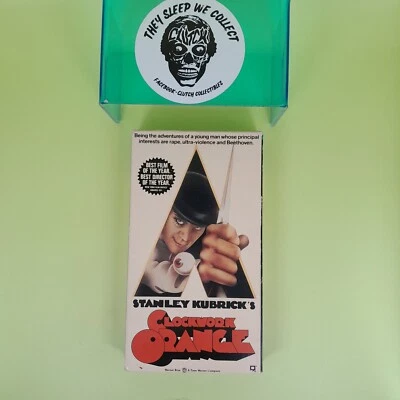 THEY SLEEP WE COLLECT
CLUTCH
FACEBOOK-CLUTCH COLLECTIBLES
Being the adventures of a young man whose principal
interests are rape, ultra-violence and Beethoven.
BEST FILM
OF THE YEAR.
BEST DIRECTOR
OF THE YEAR.
STANLEY KUBRICK'S
CLOCKWORK
ORANGE